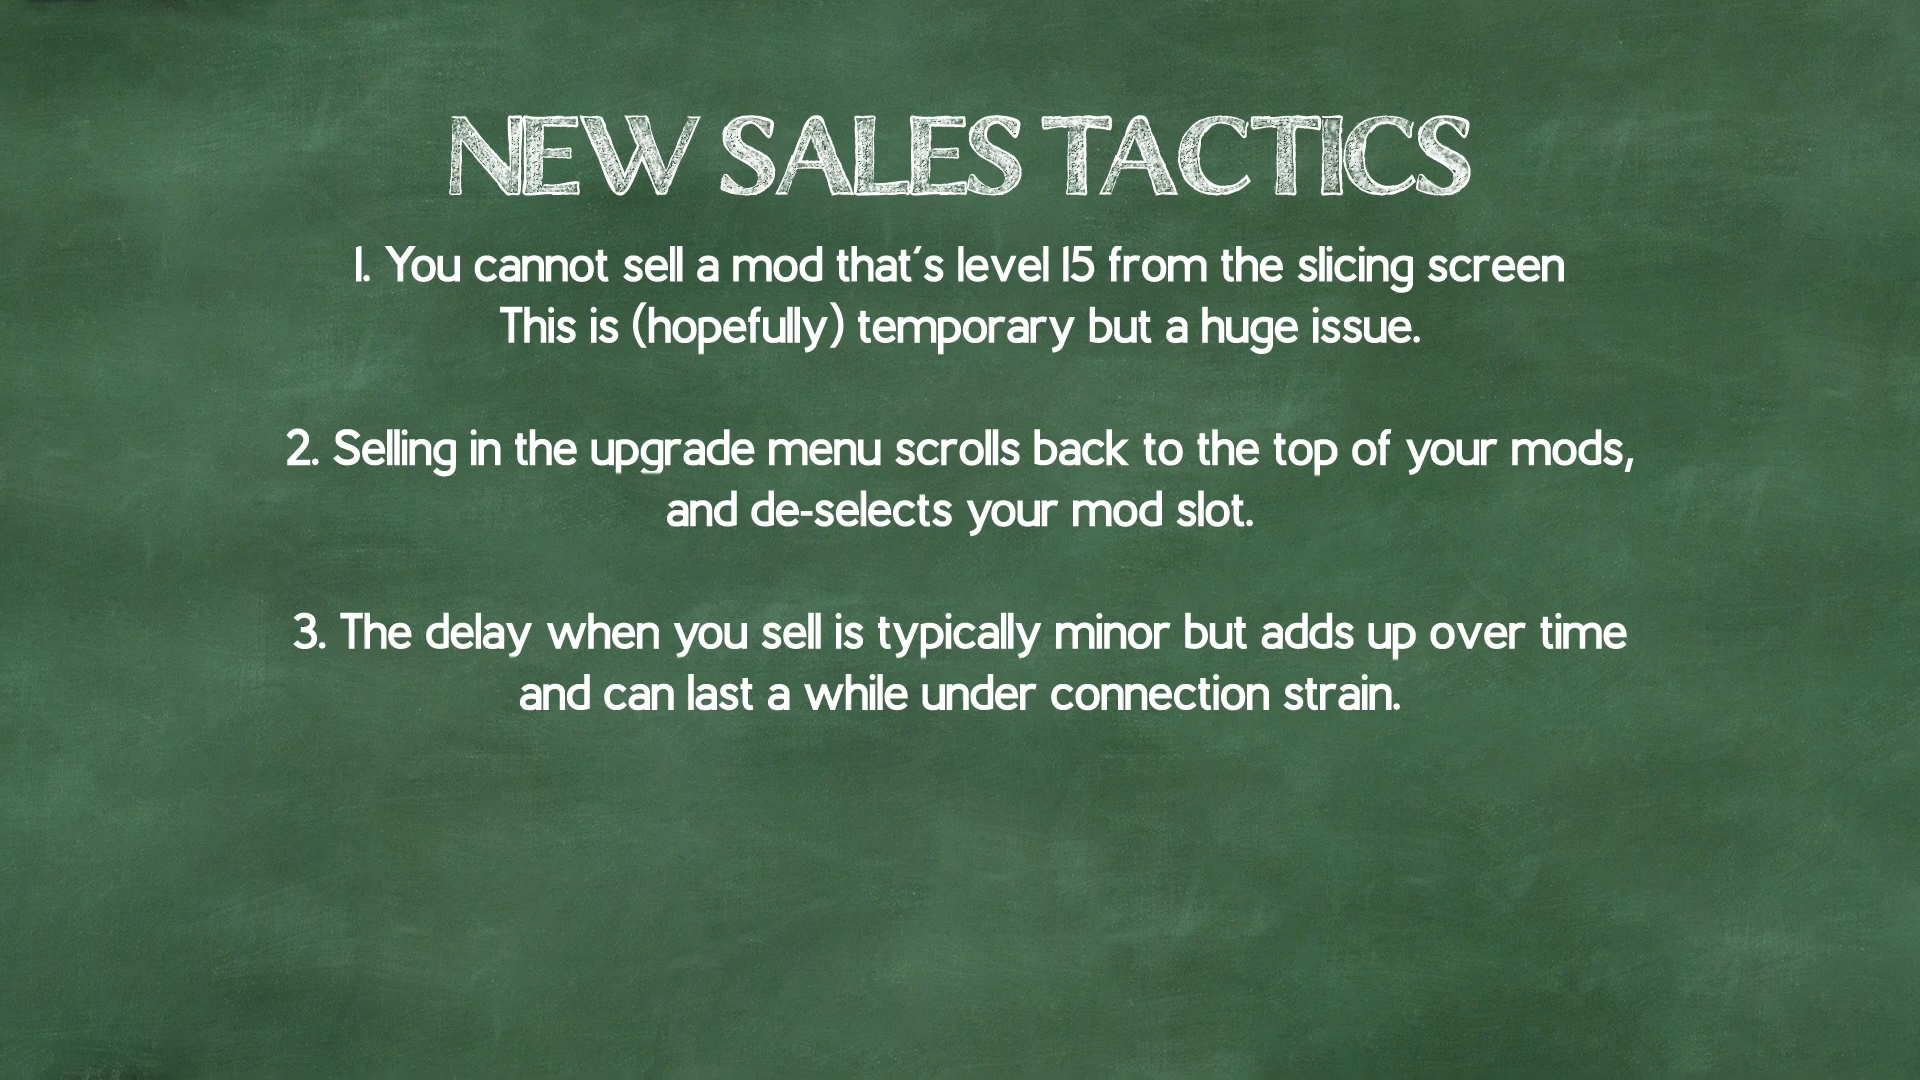 NEW SALES TACTICS
1. You cannot sell a mod that's level 15 from the slicing screen
This is (hopefully) temporary but a huge issue.
2. Selling in the upgrade menu scrolls back to the top of your mods,
and de-selects your mod slot.
3. The delay when you sell is typically minor but adds up over time
and can last a while under connection strain.